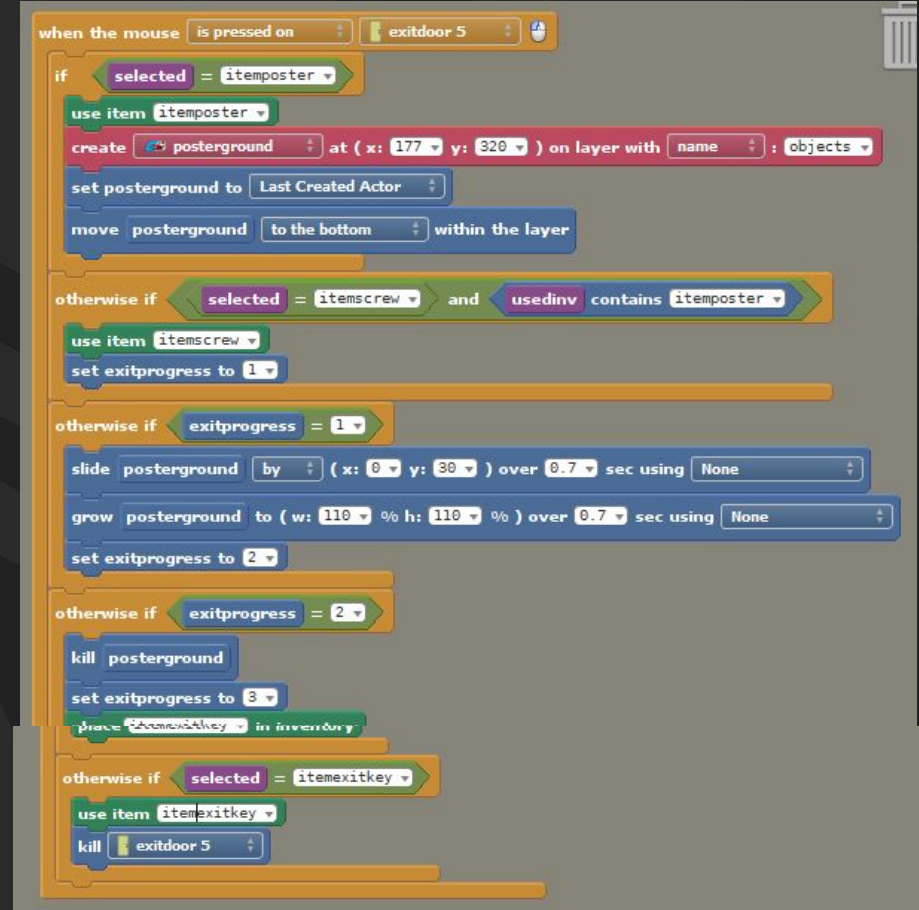 when the mouse is pressed on exitdoor 5
if selected = itemposter
use item itemposter
create posterground at ( x: 177 y: 320 ) on layer with name : objects
set posterground to Last Created Actor
move posterground to the bottom within the layer
otherwise if selected = itemscrew and usedinv contains itemposter
use item itemscrew
set exitprogress to 1
otherwise if exitprogress = 1
slide posterground by ( x: 0 y: 30 ) over 0.7 sec using None
grow posterground to ( w: 110 % h: 110 % ) over 0.7 sec using None
set exitprogress to 2
otherwise if exitprogress = 2
kill posterground
set exitprogress to 3
place itemexitkey in inventory
otherwise if selected = itemexitkey
use item itemexitkey
kill exitdoor 5